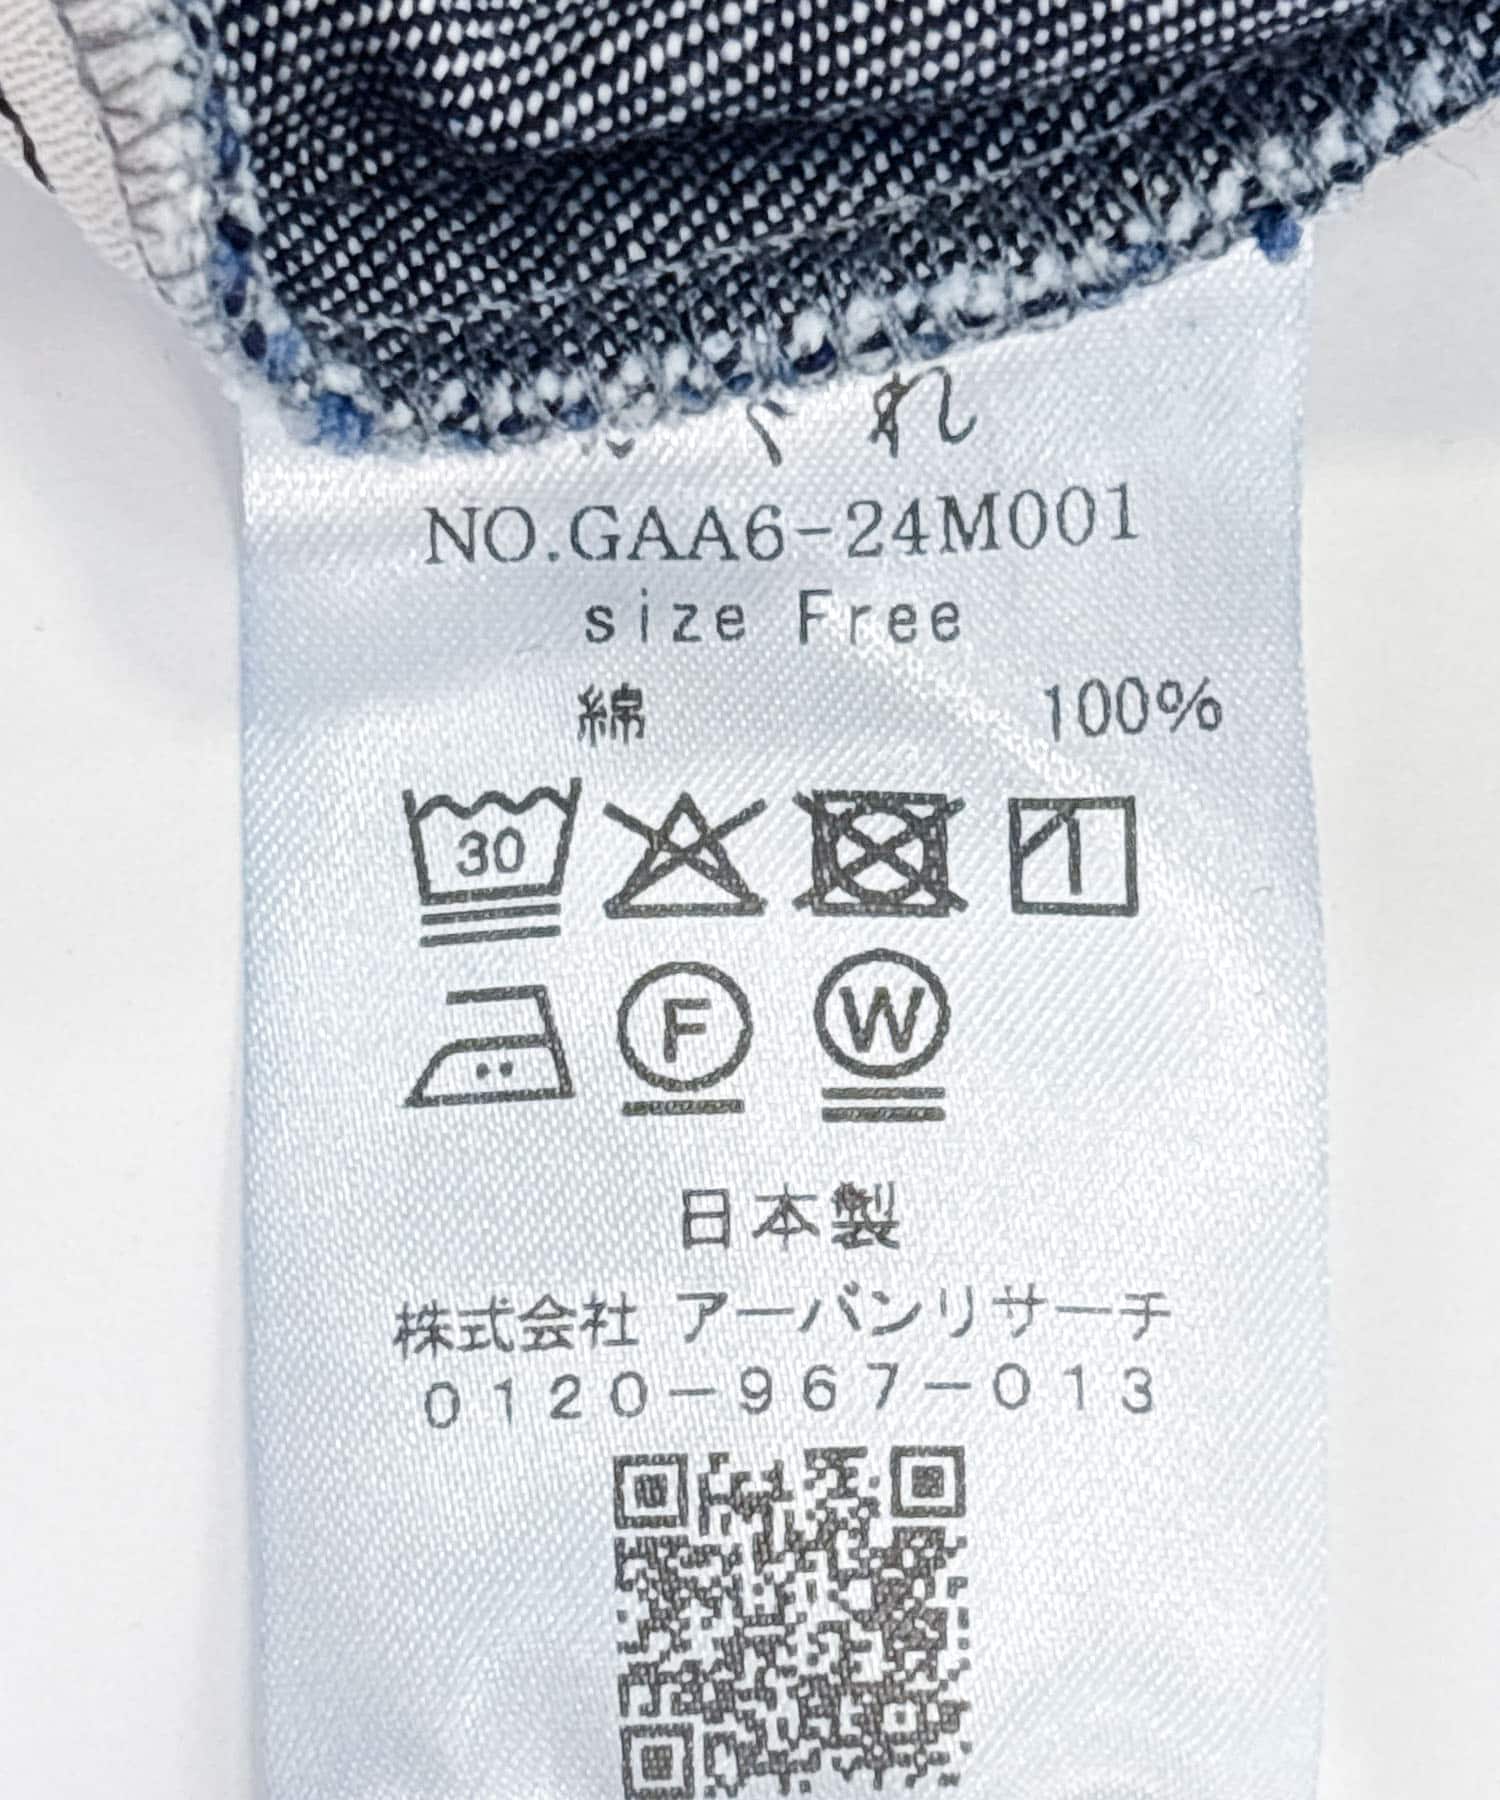 NO.GAA6-24M001
size Free
綿 100%
30
F W
日本製
株式会社 アーバンリサーチ
0120-967-013